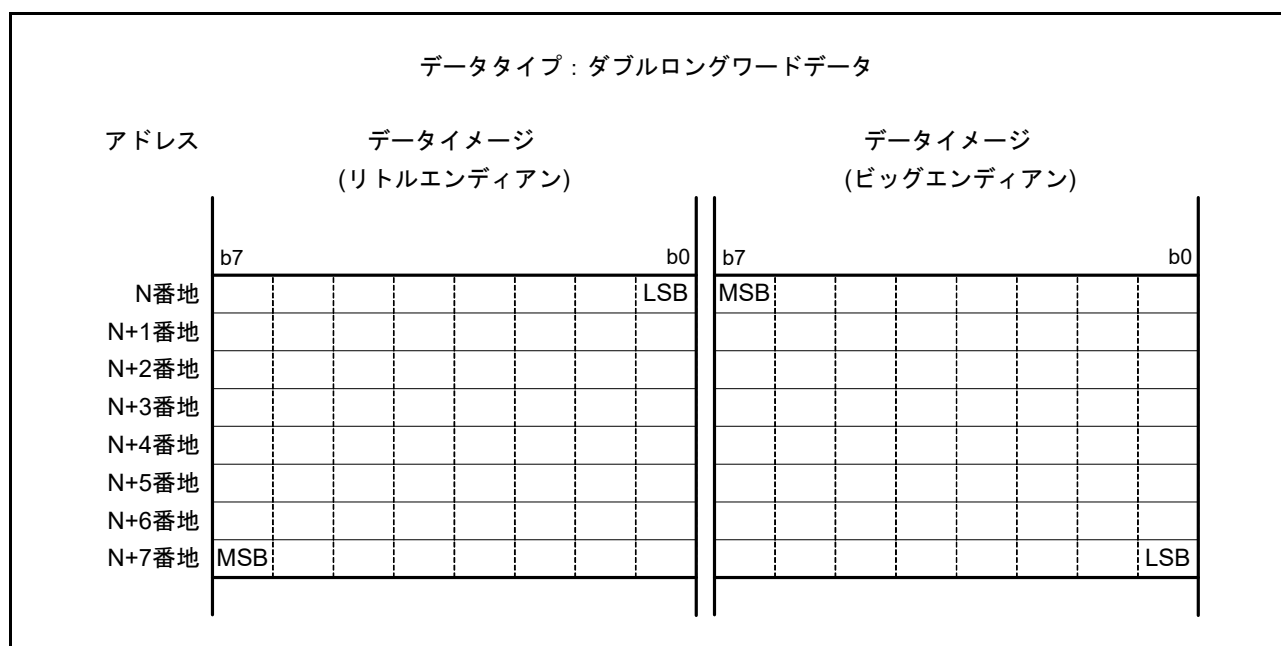 データタイプ：ダブルロングワードデータ
アドレス データイメージ データイメージ
(リトルエンディアン) (ビッグエンディアン)
b7 b0 b7 b0
N番地 LSB MSB
N+1番地
N+2番地
N+3番地
N+4番地
N+5番地
N+6番地
N+7番地 MSB LSB